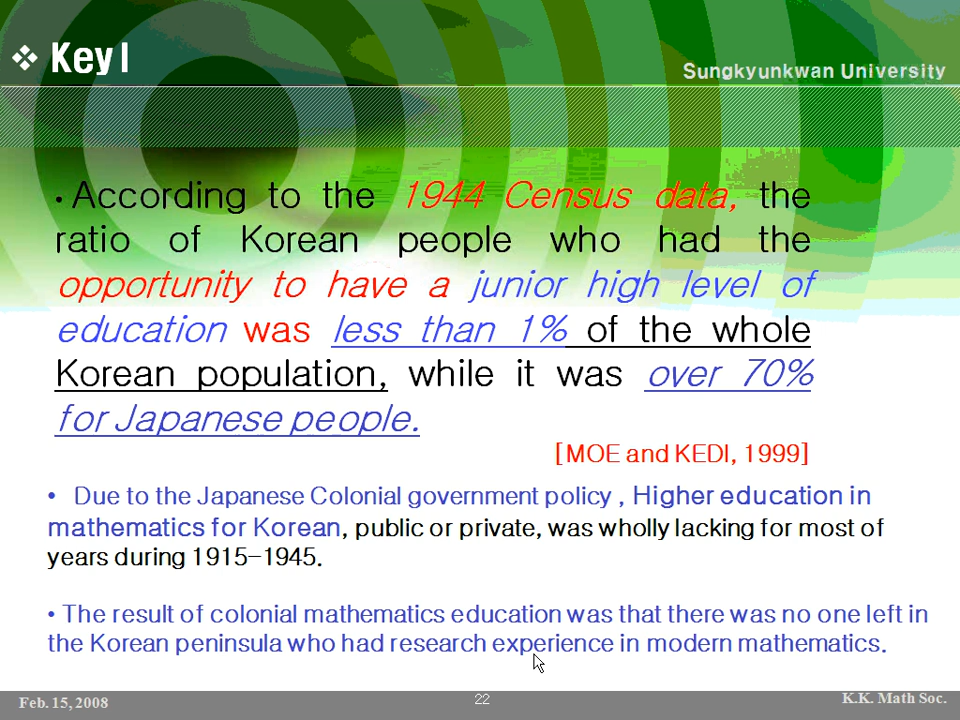 ❖ Key I
Sungkyunkwan University
• According to the 1944 Census data, the
ratio of Korean people who had the
opportunity to have a junior high level of
education was less than 1% of the whole
Korean population, while it was over 70%
for Japanese people.
[MOE and KEDI, 1999]
• Due to the Japanese Colonial government policy , Higher education in
mathematics for Korean, public or private, was wholly lacking for most of
years during 1915-1945.
• The result of colonial mathematics education was that there was no one left in
the Korean peninsula who had research experience in modern mathematics.
Feb. 15, 2008
22
K.K. Math Soc.